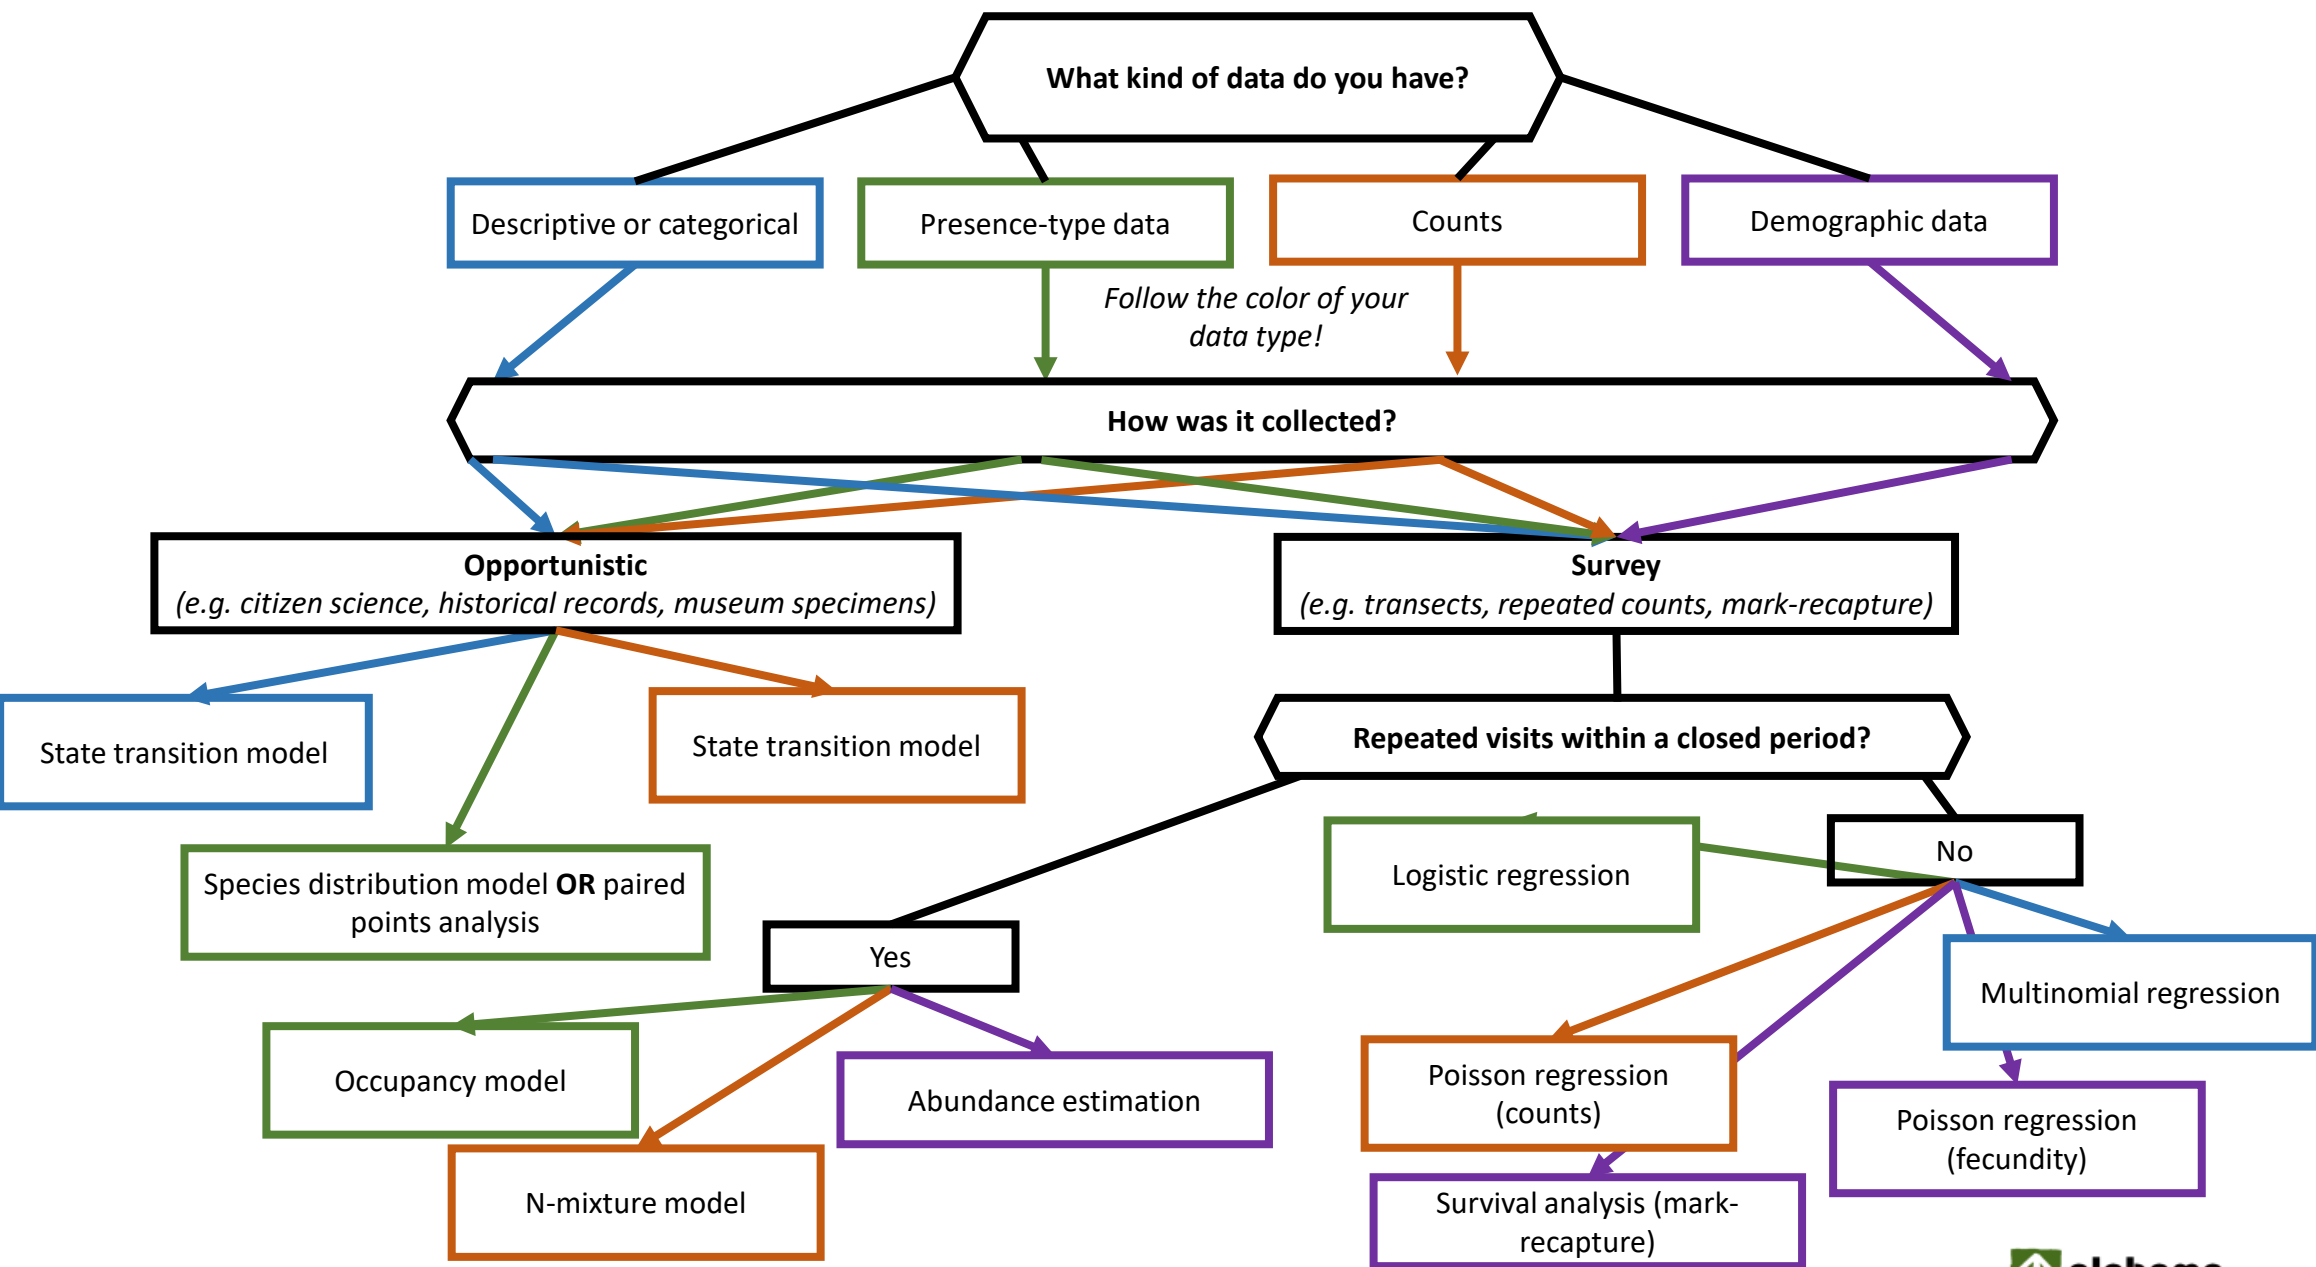 What kind of data do you have?
Descriptive or categorical
Presence-type data
Counts
Demographic data
Follow the color of your
data type!
How was it collected?
Opportunistic
(e.g. citizen science, historical records, museum specimens)
Survey
(e.g. transects, repeated counts, mark-recapture)
State transition model
State transition model
Repeated visits within a closed period?
Species distribution model OR paired
points analysis
Logistic regression
No
Yes
Multinomial regression
Occupancy model
Abundance estimation
Poisson regression
(counts)
Poisson regression
(fecundity)
N-mixture model
Survival analysis (mark-
recapture)